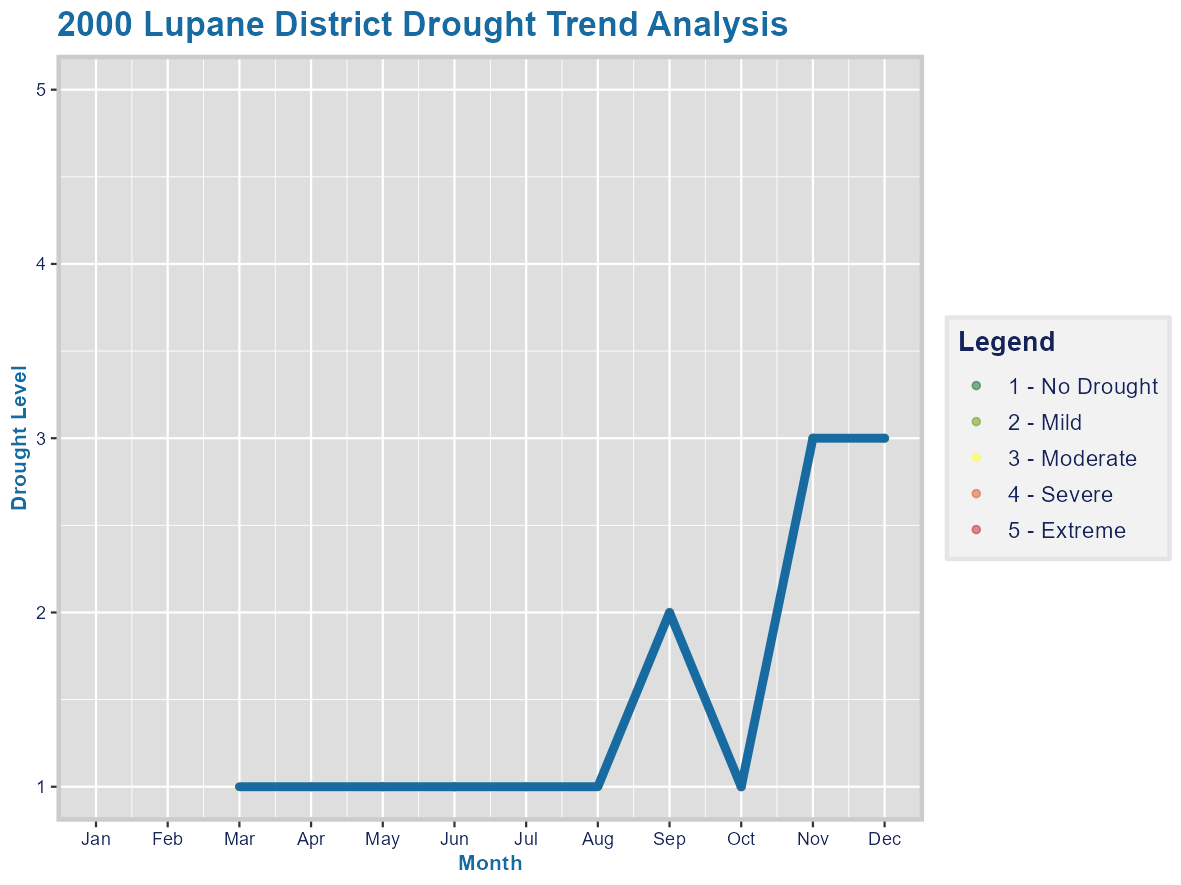 2000 Lupane District Drought Trend Analysis
5
4
3
2
1
Drought Level
Jan Feb Mar Apr May Jun Jul Aug Sep Oct Nov Dec
Month
Legend
1 - No Drought
2 - Mild
3 - Moderate
4 - Severe
5 - Extreme